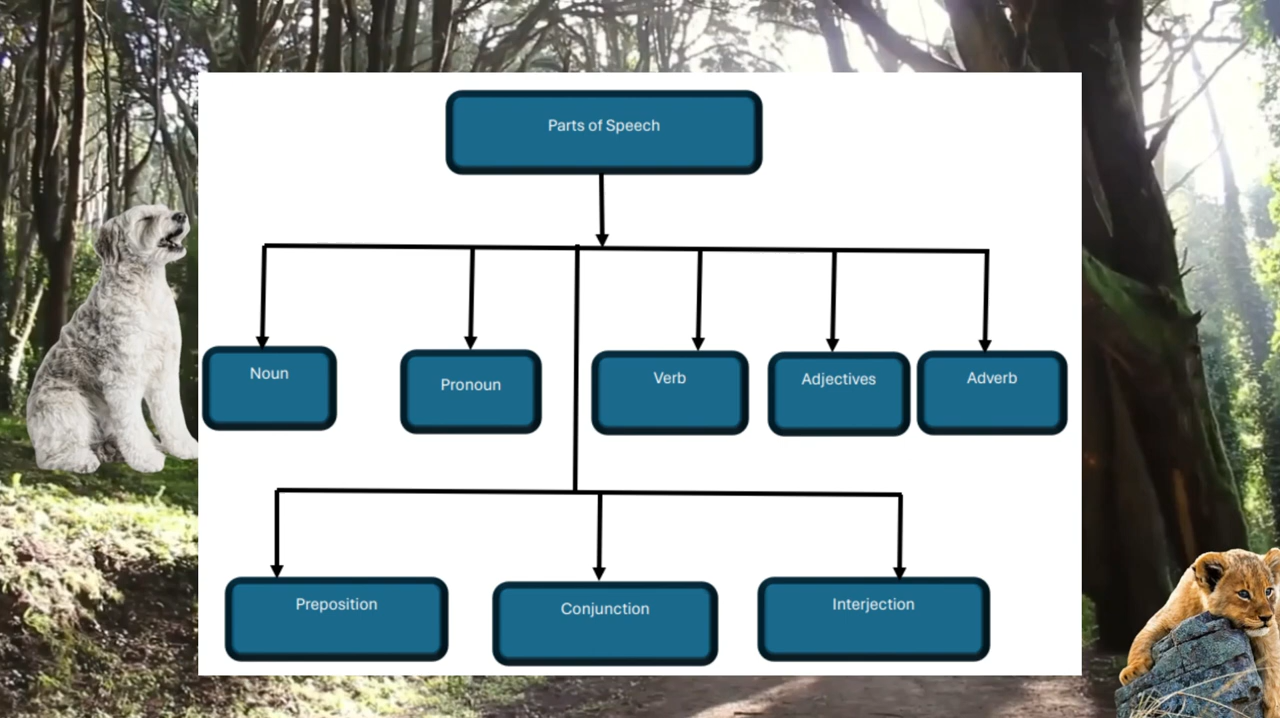 Parts of Speech
Noun
Pronoun
Verb
Adjectives
Adverb
Preposition
Conjunction
Interjection